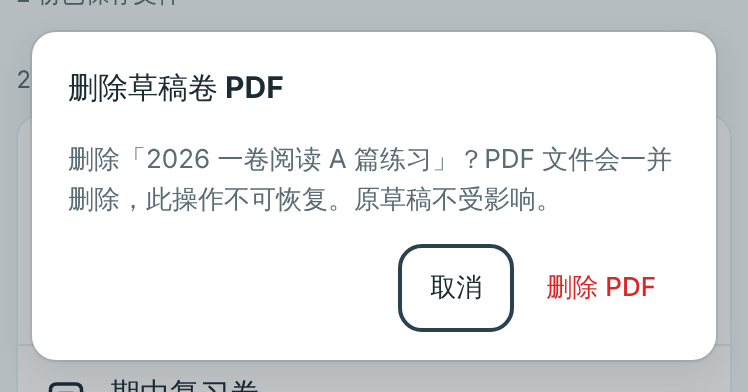 删除草稿卷 PDF
删除「2026 一卷阅读 A 篇练习」？PDF 文件会一并
删除，此操作不可恢复。原草稿不受影响。
取消
删除 PDF
期中复习卷